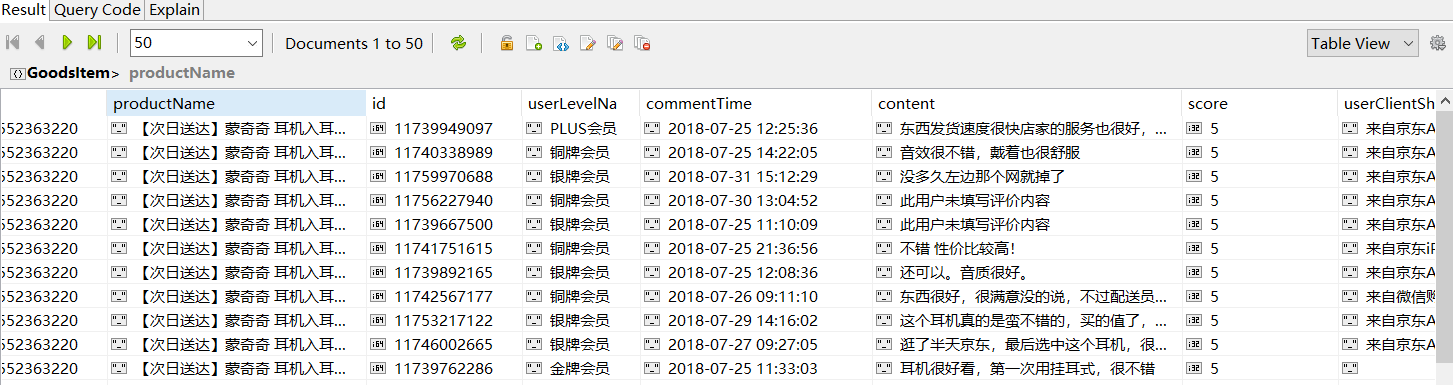 Result Query Code Explain
50 Documents 1 to 50 Table View
GoodsItem> productName
productName id userLevelNa commentTime content score userClientSh
552363220 【次日送达】蒙奇奇 耳机入耳... 11739949097 PLUS会员 2018-07-25 12:25:36 东西发货速度很快店家的服务也很好，... 5 来自京东A
552363220 【次日送达】蒙奇奇 耳机入耳... 11740338989 铜牌会员 2018-07-25 14:22:05 音效很不错，戴着也很舒服 5 来自京东A
552363220 【次日送达】蒙奇奇 耳机入耳... 11759970688 银牌会员 2018-07-31 15:12:29 没多久左边那个网就掉了 5 来自京东A
552363220 【次日送达】蒙奇奇 耳机入耳... 11756227940 铜牌会员 2018-07-30 13:04:52 此用户未填写评价内容 5 来自京东A
552363220 【次日送达】蒙奇奇 耳机入耳... 11739667500 银牌会员 2018-07-25 11:10:09 此用户未填写评价内容 5 来自京东A
552363220 【次日送达】蒙奇奇 耳机入耳... 11741751615 铜牌会员 2018-07-25 21:36:56 不错 性价比较高！ 5 来自京东iP
552363220 【次日送达】蒙奇奇 耳机入耳... 11739892165 银牌会员 2018-07-25 12:08:36 还可以。音质很好。 5 来自京东A
552363220 【次日送达】蒙奇奇 耳机入耳... 11742567177 铜牌会员 2018-07-26 09:11:10 东西很好，很满意没的说，不过配送员... 5 来自微信购
552363220 【次日送达】蒙奇奇 耳机入耳... 11753217122 银牌会员 2018-07-29 14:16:02 这个耳机真的是蛮不错的，买的值了，... 5 来自京东A
552363220 【次日送达】蒙奇奇 耳机入耳... 11746002665 银牌会员 2018-07-27 09:27:05 逛了半天京东，最后选中这个耳机，很... 5 来自京东A
552363220 【次日送达】蒙奇奇 耳机入耳... 11739762286 金牌会员 2018-07-25 11:33:03 耳机很好看，第一次用挂耳式，很不错 5